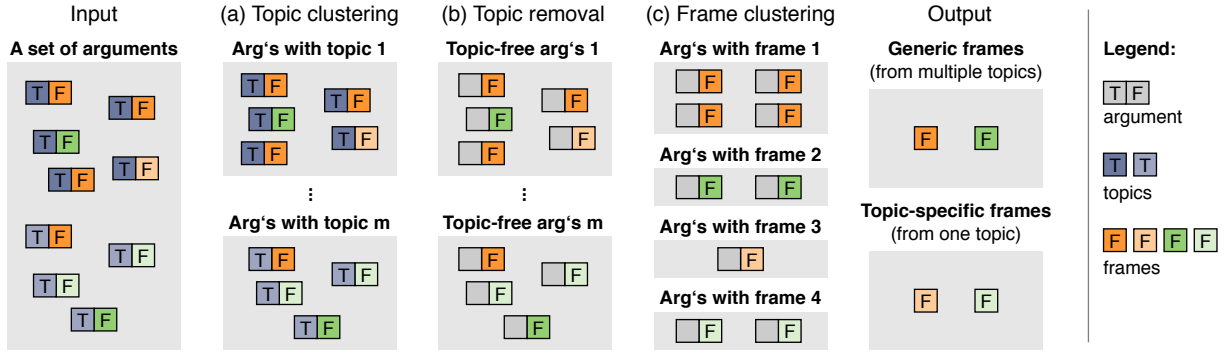 Input
(a) Topic clustering
(b) Topic removal
(c) Frame clustering
Output
A set of arguments
T F
T F
T F
T F
T F
T F
T F
T F
T F
Arg‘s with topic 1
T F
T F
T F
T F
T F
...
Arg‘s with topic m
T F
T F
T F
T F
Topic-free arg‘s 1
F
F
F
F
F
...
Topic-free arg‘s m
F
F
F
F
Arg‘s with frame 1
F F
F F
Arg‘s with frame 2
F F
Arg‘s with frame 3
F
Arg‘s with frame 4
F F
Generic frames
(from multiple topics)
F F
Topic-specific frames
(from one topic)
F F
Legend:
T F
argument
T T
topics
F F F F
frames